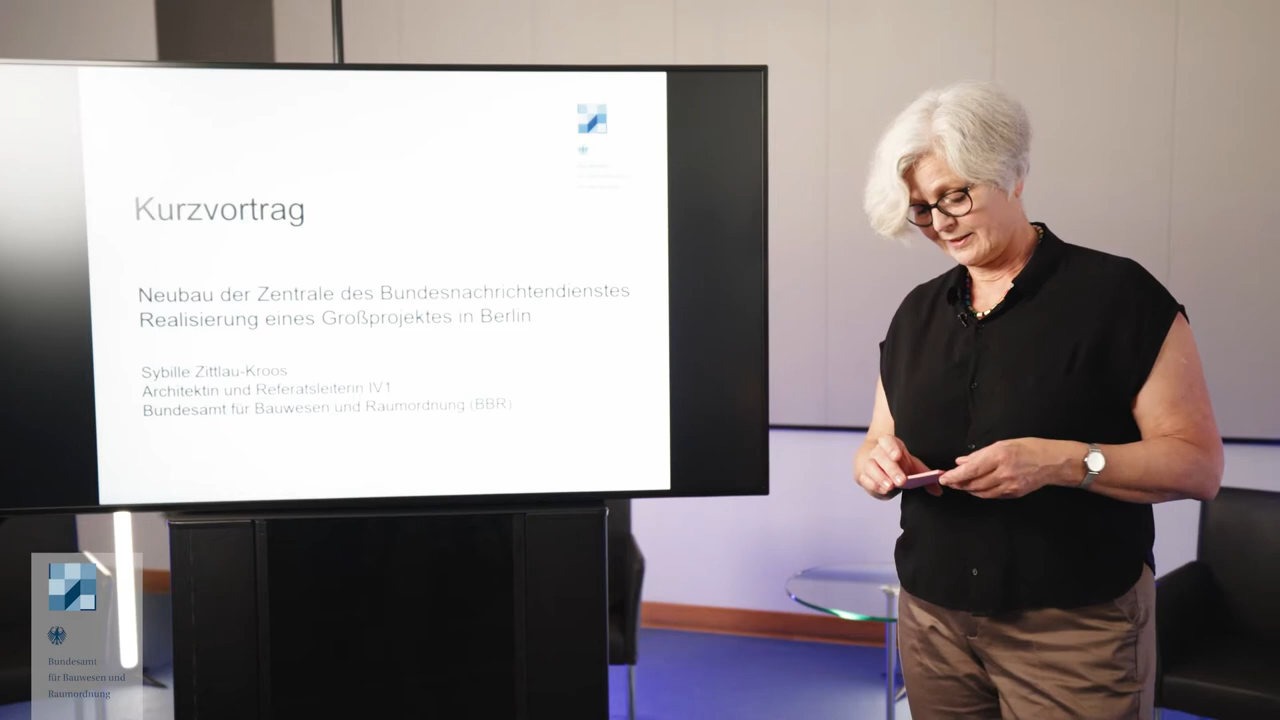 Kurzvortrag
Neubau der Zentrale des Bundesnachrichtendienstes
Realisierung eines Großprojektes in Berlin
Sybille Zittlau-Kroos
Architektin und Referatsleiterin IV1
Bundesamt für Bauwesen und Raumordnung (BBR)
Bundesamt
für Bauwesen und
Raumordnung